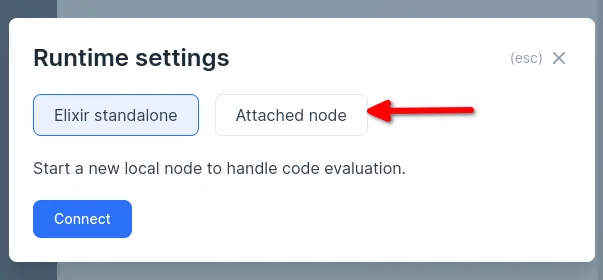 Runtime settings
(esc)
Elixir standalone
Attached node
Start a new local node to handle code evaluation.
Connect